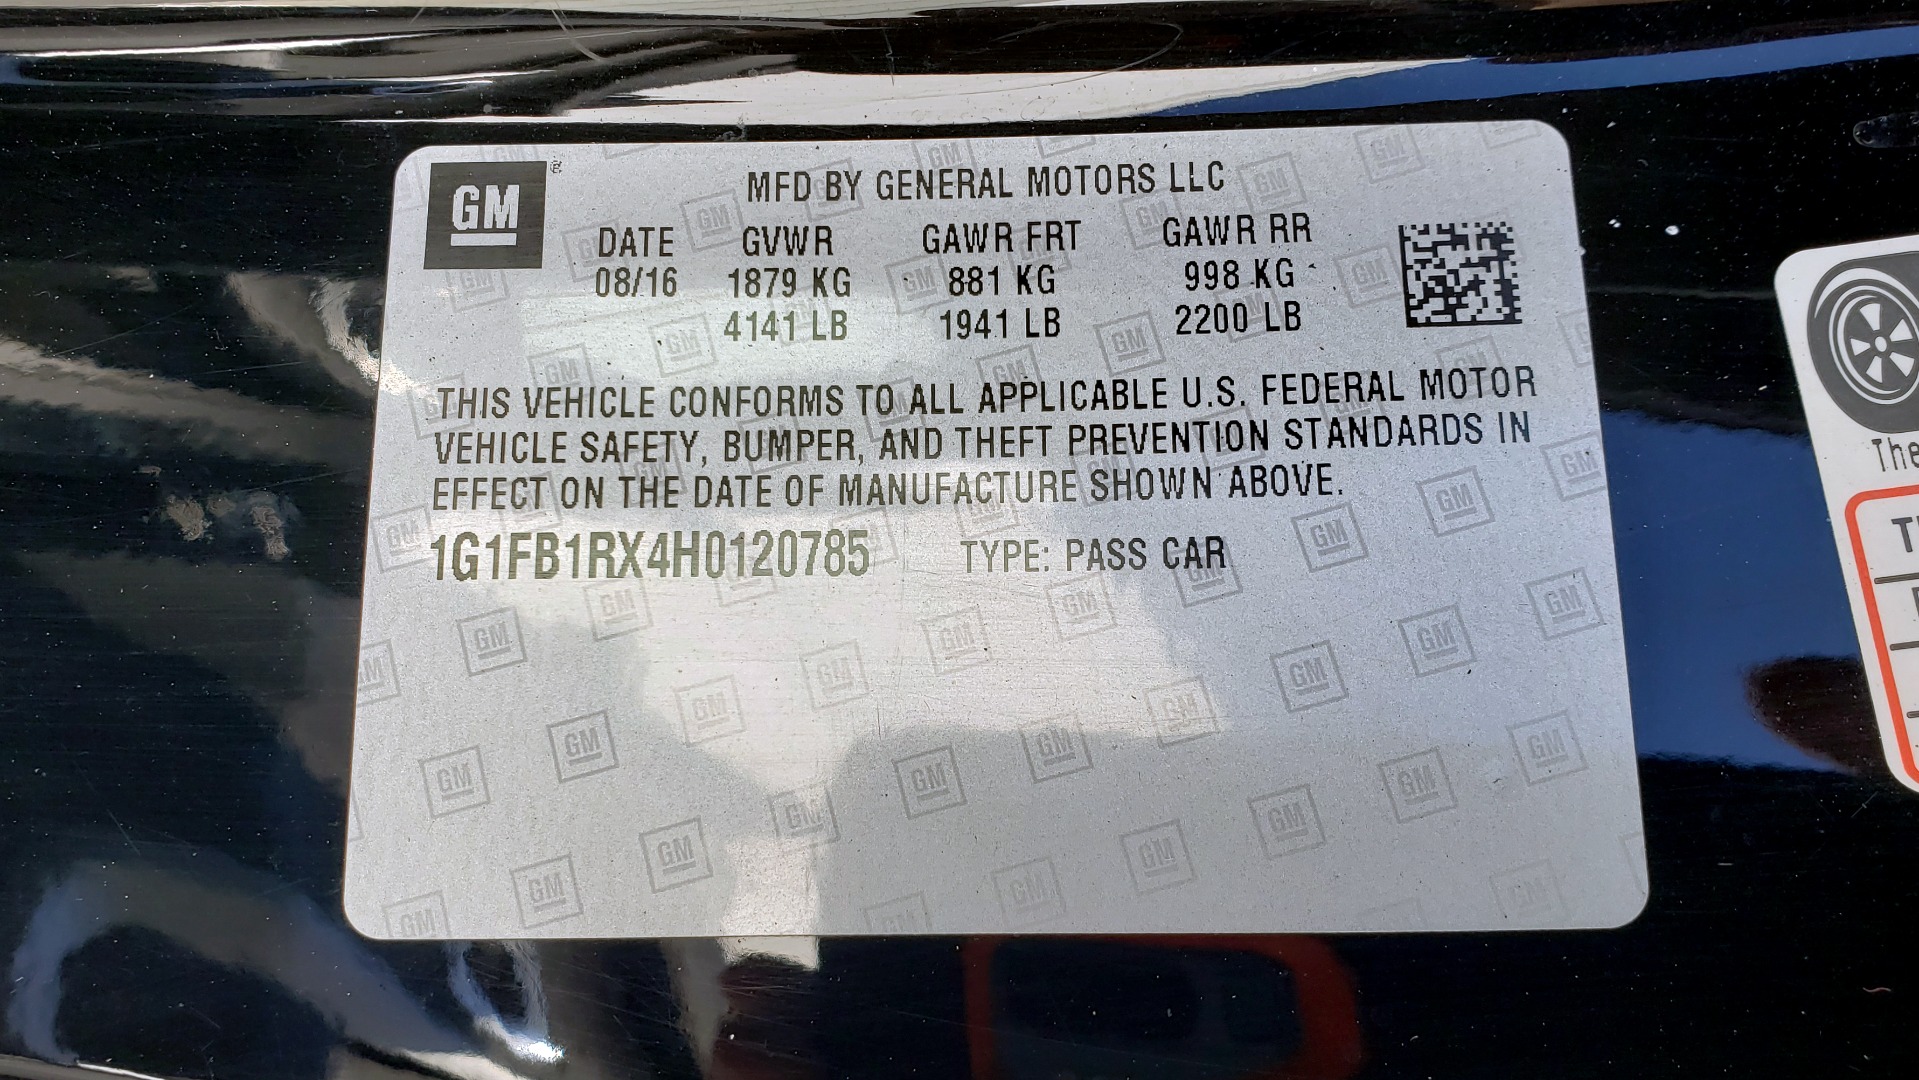 GM
MFD BY GENERAL MOTORS LLC
DATE GVWR GAWR FRT GAWR RR
08/16 1879 KG 881 KG 998 KG
4141 LB 1941 LB 2200 LB
THIS VEHICLE CONFORMS TO ALL APPLICABLE U.S. FEDERAL MOTOR
VEHICLE SAFETY, BUMPER, AND THEFT PREVENTION STANDARDS IN
EFFECT ON THE DATE OF MANUFACTURE SHOWN ABOVE.
1G1FB1RX4H0120785 TYPE: PASS CAR
The